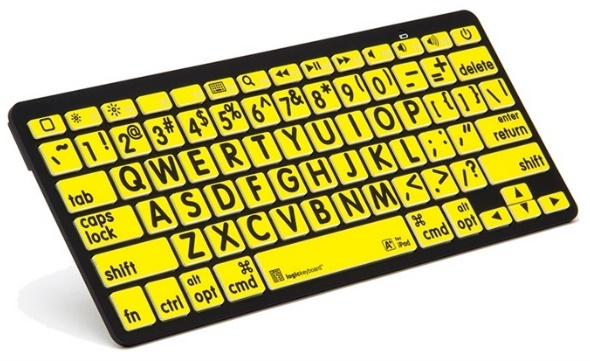 ~ ` 1 ! 2 @ 3 # 4 $ 5 % 6 ^ 7 & 8 * 9 ( 0 ) - _ = + delete
tab Q W E R T Y U I O P [ { ] } \ |
caps lock A S D F G H J K L ; : ' " enter return
shift Z X C V B N M , < . > / ? shift
fn ctrl alt opt ⌘ cmd logickeyboard A+ for iPad ⌘ cmd alt opt ◀ ▲ ▼ ▶